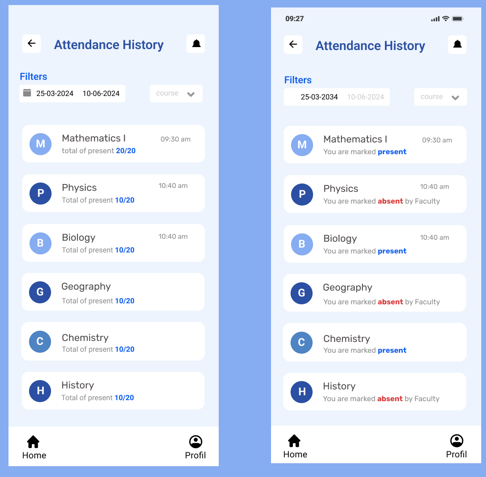 Attendance History
Filters
25-03-2024 10-06-2024 course
M Mathematics I 09:30 am
total of present 20/20
P Physics 10:40 am
Total of present 10/20
B Biology 10:40 am
Total of present 10/20
G Geography
Total of present 10/20
C Chemistry
Total of present 10/20
H History
Total of present 10/20
Home Profil
09:27
Attendance History
Filters
25-03-2034 10-06-2024 course
M Mathematics I 09:30 am
You are marked present
P Physics 10:40 am
You are marked absent by Faculty
B Biology 10:40 am
You are marked present
G Geography
You are marked absent by Faculty
C Chemistry
You are marked present
H History
You are marked absent by Faculty
Home Profil